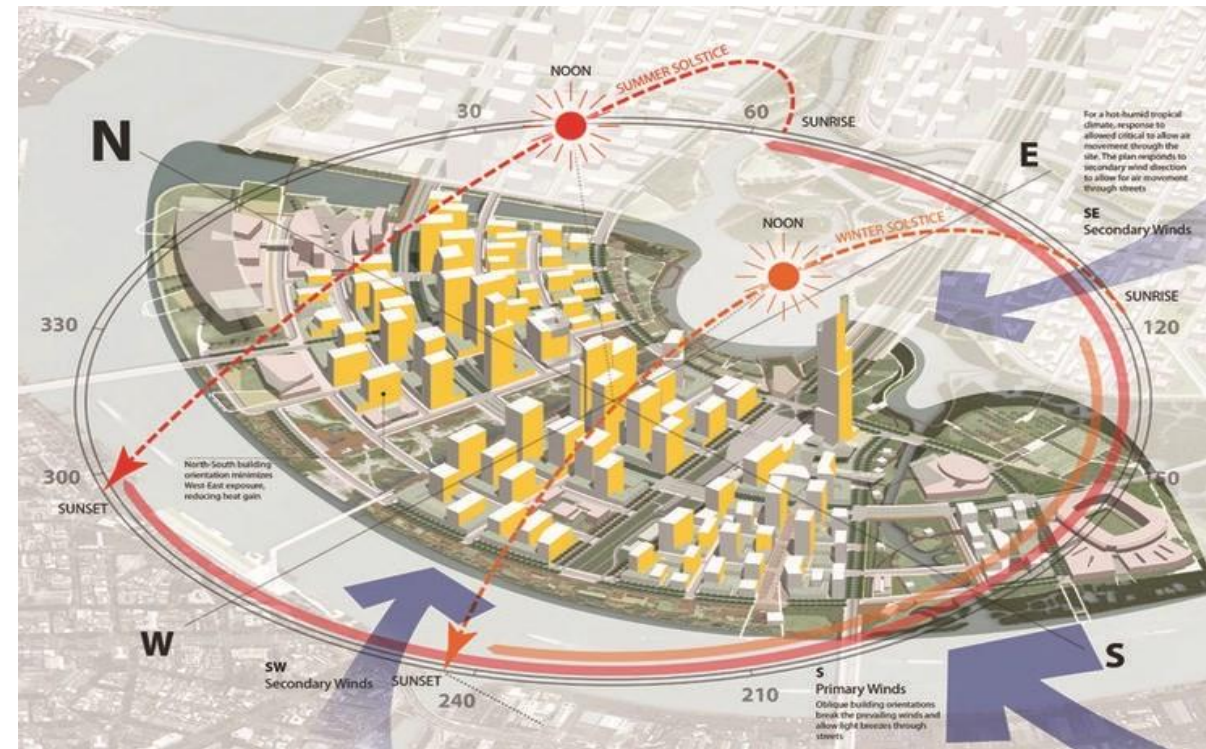 NOON
SUMMER SOLSTICE
30
60
SUNRISE
N
For a hot-humid tropical
climate, response to
allowed critical to allow air
movement through the
site. The plan responds to
secondary wind direction
to allow for air movement
through streets
E
SE
Secondary Winds
NOON
WINTER SOLSTICE
SUNRISE
120
330
North-South building
orientation minimizes
West-East exposure,
reducing heat gain
300
SUNSET
50
W
SW
Secondary Winds
SUNSET
240
210
S
Primary Winds
Oblique building orientations
break the prevailing winds and
allow light breezes through
streets
S